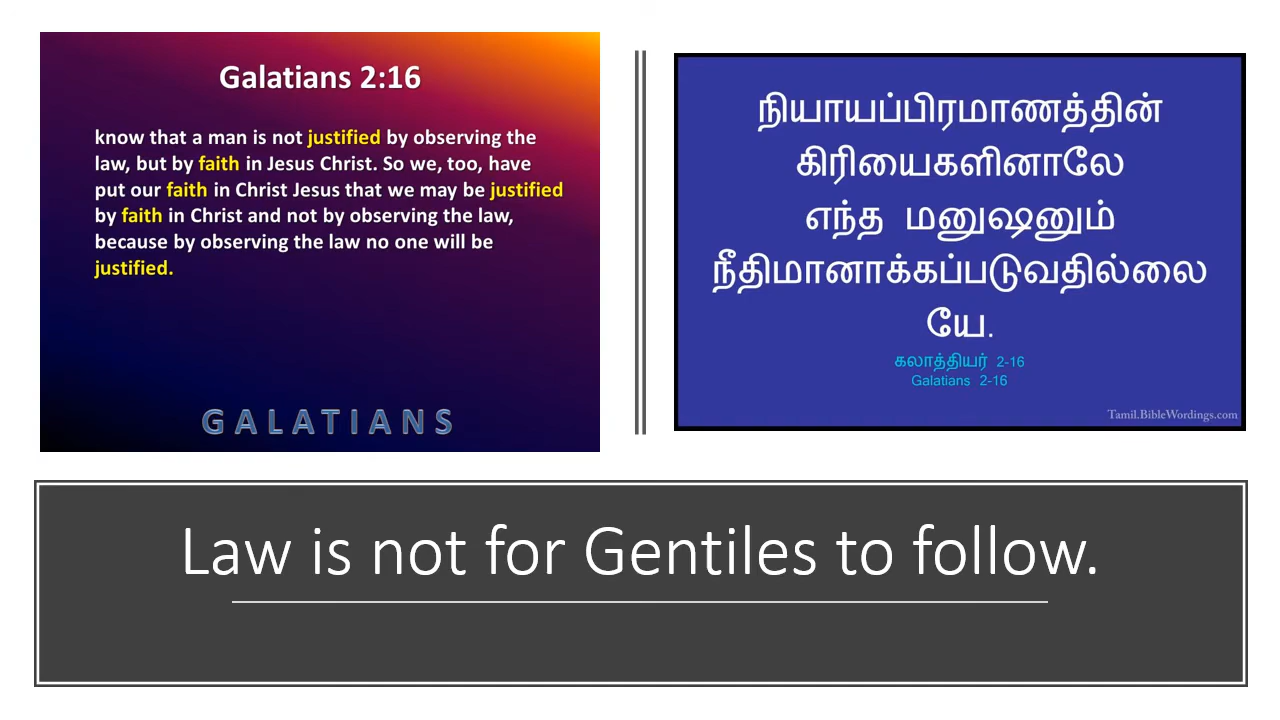 Galatians 2:16
know that a man is not justified by observing the
law, but by faith in Jesus Christ. So we, too, have
put our faith in Christ Jesus that we may be justified
by faith in Christ and not by observing the law,
because by observing the law no one will be
justified.
GALATIANS
நியாயப்பிரமாணத்தின்
கிரியைகளினாலே
எந்த மனுஷனும்
நீதிமானாக்கப்படுவதில்லை
யே.
கலாத்தியர் 2-16
Galatians 2-16
Tamil.BibleWordings.com
Law is not for Gentiles to follow.